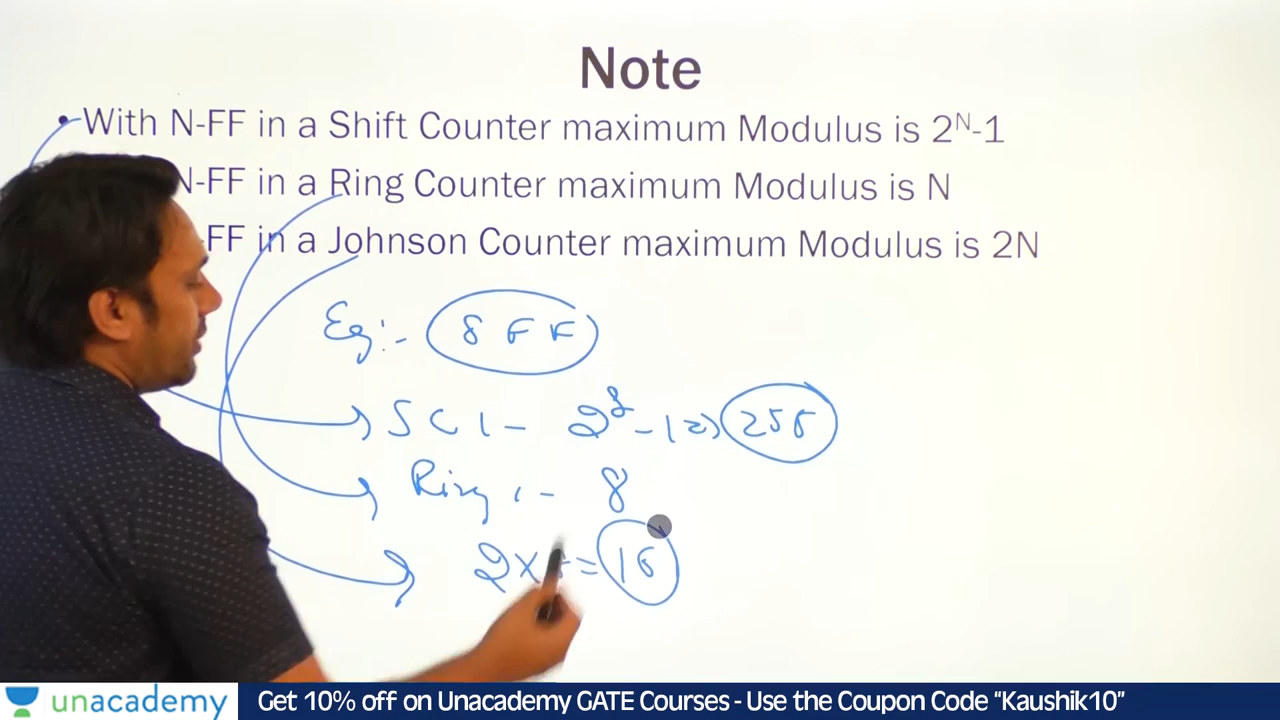 Note
• With N-FF in a Shift Counter maximum Modulus is 2ᴺ-1
N-FF in a Ring Counter maximum Modulus is N
-FF in a Johnson Counter maximum Modulus is 2N
Eg:- 8 FF
SC :- 2⁸ - 1 => 255
Ring :- 8
2x = 16
unacademy Get 10% off on Unacademy GATE Courses - Use the Coupon Code “Kaushik10”